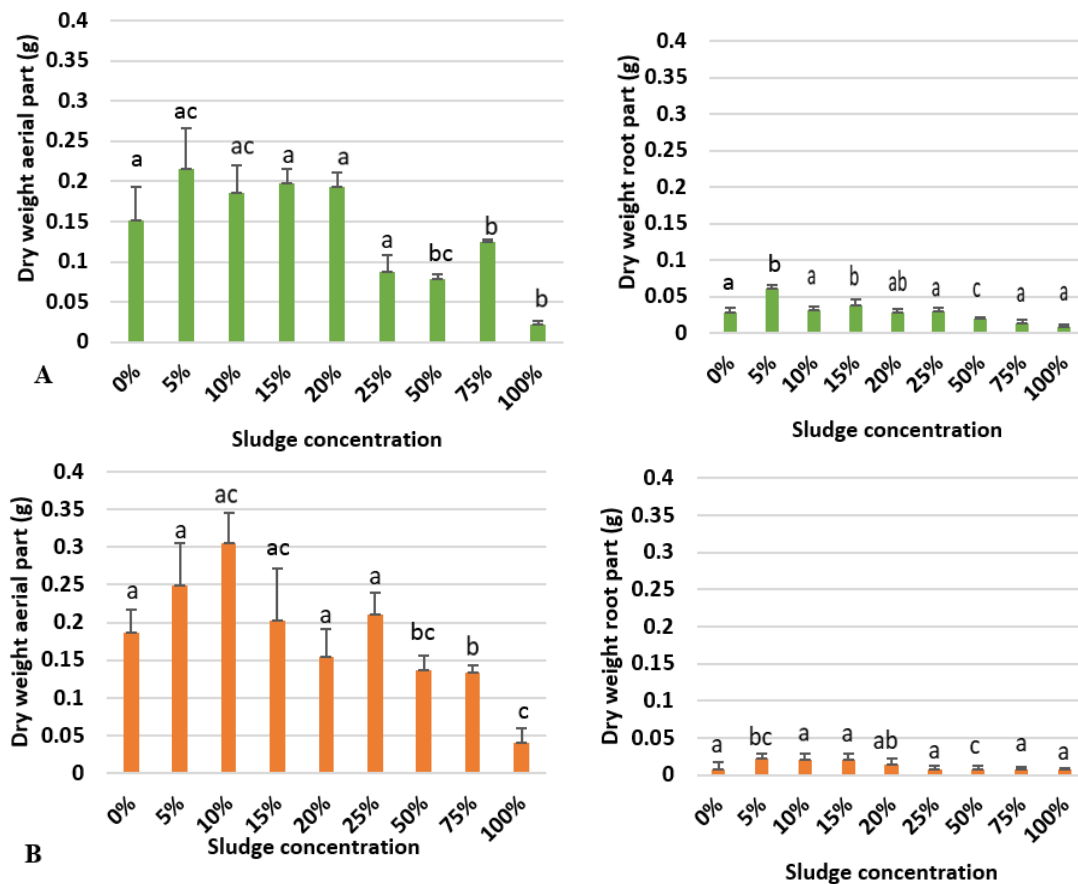 Dry weight aerial part (g)
0.4
0.35
0.3
0.25
0.2
0.15
0.1
0.05
0
a
ac
ac
a
a
a
bc
b
b
0%
5%
10%
15%
20%
25%
50%
75%
100%
Sludge concentration
A
Dry weight root part (g)
0.4
0.35
0.3
0.25
0.2
0.15
0.1
0.05
0
a
b
a
b
ab
a
c
a
a
0%
5%
10%
15%
20%
25%
50%
75%
100%
Sludge concentration
Dry weight aerial part (g)
0.4
0.35
0.3
0.25
0.2
0.15
0.1
0.05
0
a
a
ac
ac
a
a
bc
b
c
0%
5%
10%
15%
20%
25%
50%
75%
100%
Sludge concentration
B
Dry weight root part (g)
0.4
0.35
0.3
0.25
0.2
0.15
0.1
0.05
0
a
bc
a
a
ab
a
c
a
a
0%
5%
10%
15%
20%
25%
50%
75%
100%
Sludge concentration